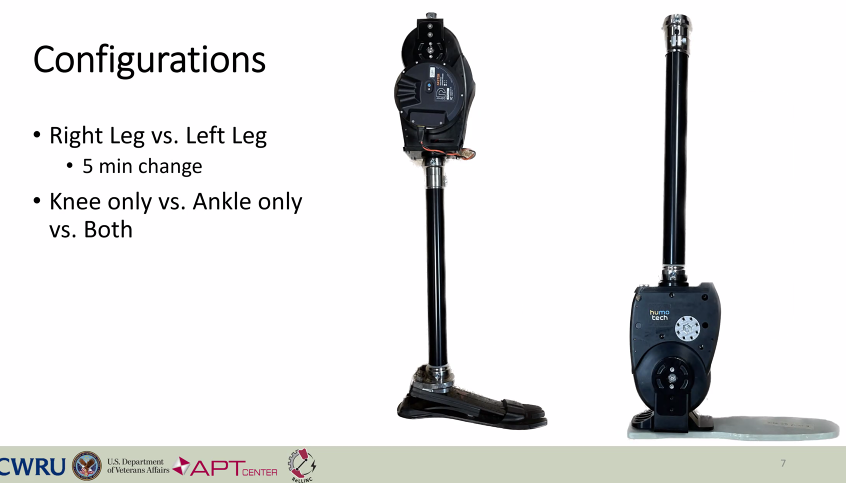 Configurations
• Right Leg vs. Left Leg
• 5 min change
• Knee only vs. Ankle only
vs. Both
humo
tech
CWRU
U.S. Department
of Veterans Affairs
APT CENTER
7